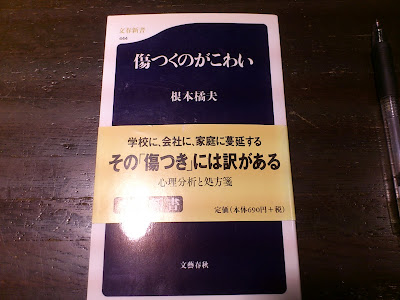 文春新書
444
傷つくのがこわい
根本橘夫
学校に、会社に、家庭に蔓延する
その「傷つき」には訳がある
心理分析と処方箋
定価(本体690円+税)
文藝春秋